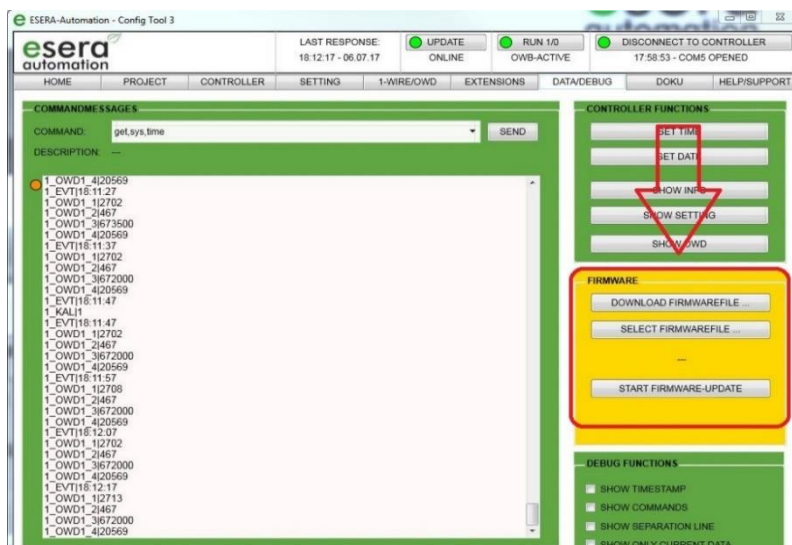 ESERA-Automation - Config Tool 3
esera
automation
LAST RESPONSE:
18:12:17 - 06.07.17
UPDATE
ONLINE
RUN 1/0
OWB-ACTIVE
DISCONNECT TO CONTROLLER
17:58:53 - COM5 OPENED
HOME PROJECT CONTROLLER SETTING 1-WIRE/OWD EXTENSIONS DATA/DEBUG DOKU HELP/SUPPORT
COMMANDMESSAGES
COMMAND: get,sys,time SEND
DESCRIPTION: ---
1_OWD1_4|20569
1_EVT|18:11:27
1_OWD1_1|2702
1_OWD1_2|467
1_OWD1_3|673500
1_OWD1_4|20569
1_EVT|18:11:37
1_OWD1_1|2702
1_OWD1_2|467
1_OWD1_3|672000
1_OWD1_4|20569
1_EVT|18:11:47
1_KAL|1
1_EVT|18:11:47
1_OWD1_1|2702
1_OWD1_2|467
1_OWD1_3|672000
1_OWD1_4|20569
1_EVT|18:11:57
1_OWD1_1|2708
1_OWD1_2|467
1_OWD1_3|672000
1_OWD1_4|20569
1_EVT|18:12:07
1_OWD1_1|2702
1_OWD1_2|467
1_OWD1_3|672000
1_OWD1_4|20569
1_EVT|18:12:17
1_OWD1_1|2713
1_OWD1_2|467
1_OWD1_3|672000
1_OWD1_4|20569
CONTROLLER FUNCTIONS
SET TIME
SET DATE
SHOW INFO
SHOW SETTING
SHOW OWD
FIRMWARE
DOWNLOAD FIRMWAREFILE ...
SELECT FIRMWAREFILE ...
---
START FIRMWARE-UPDATE
DEBUG FUNCTIONS
SHOW TIMESTAMP
SHOW COMMANDS
SHOW SEPARATION LINE
SHOW ONLY CURRENT DATA